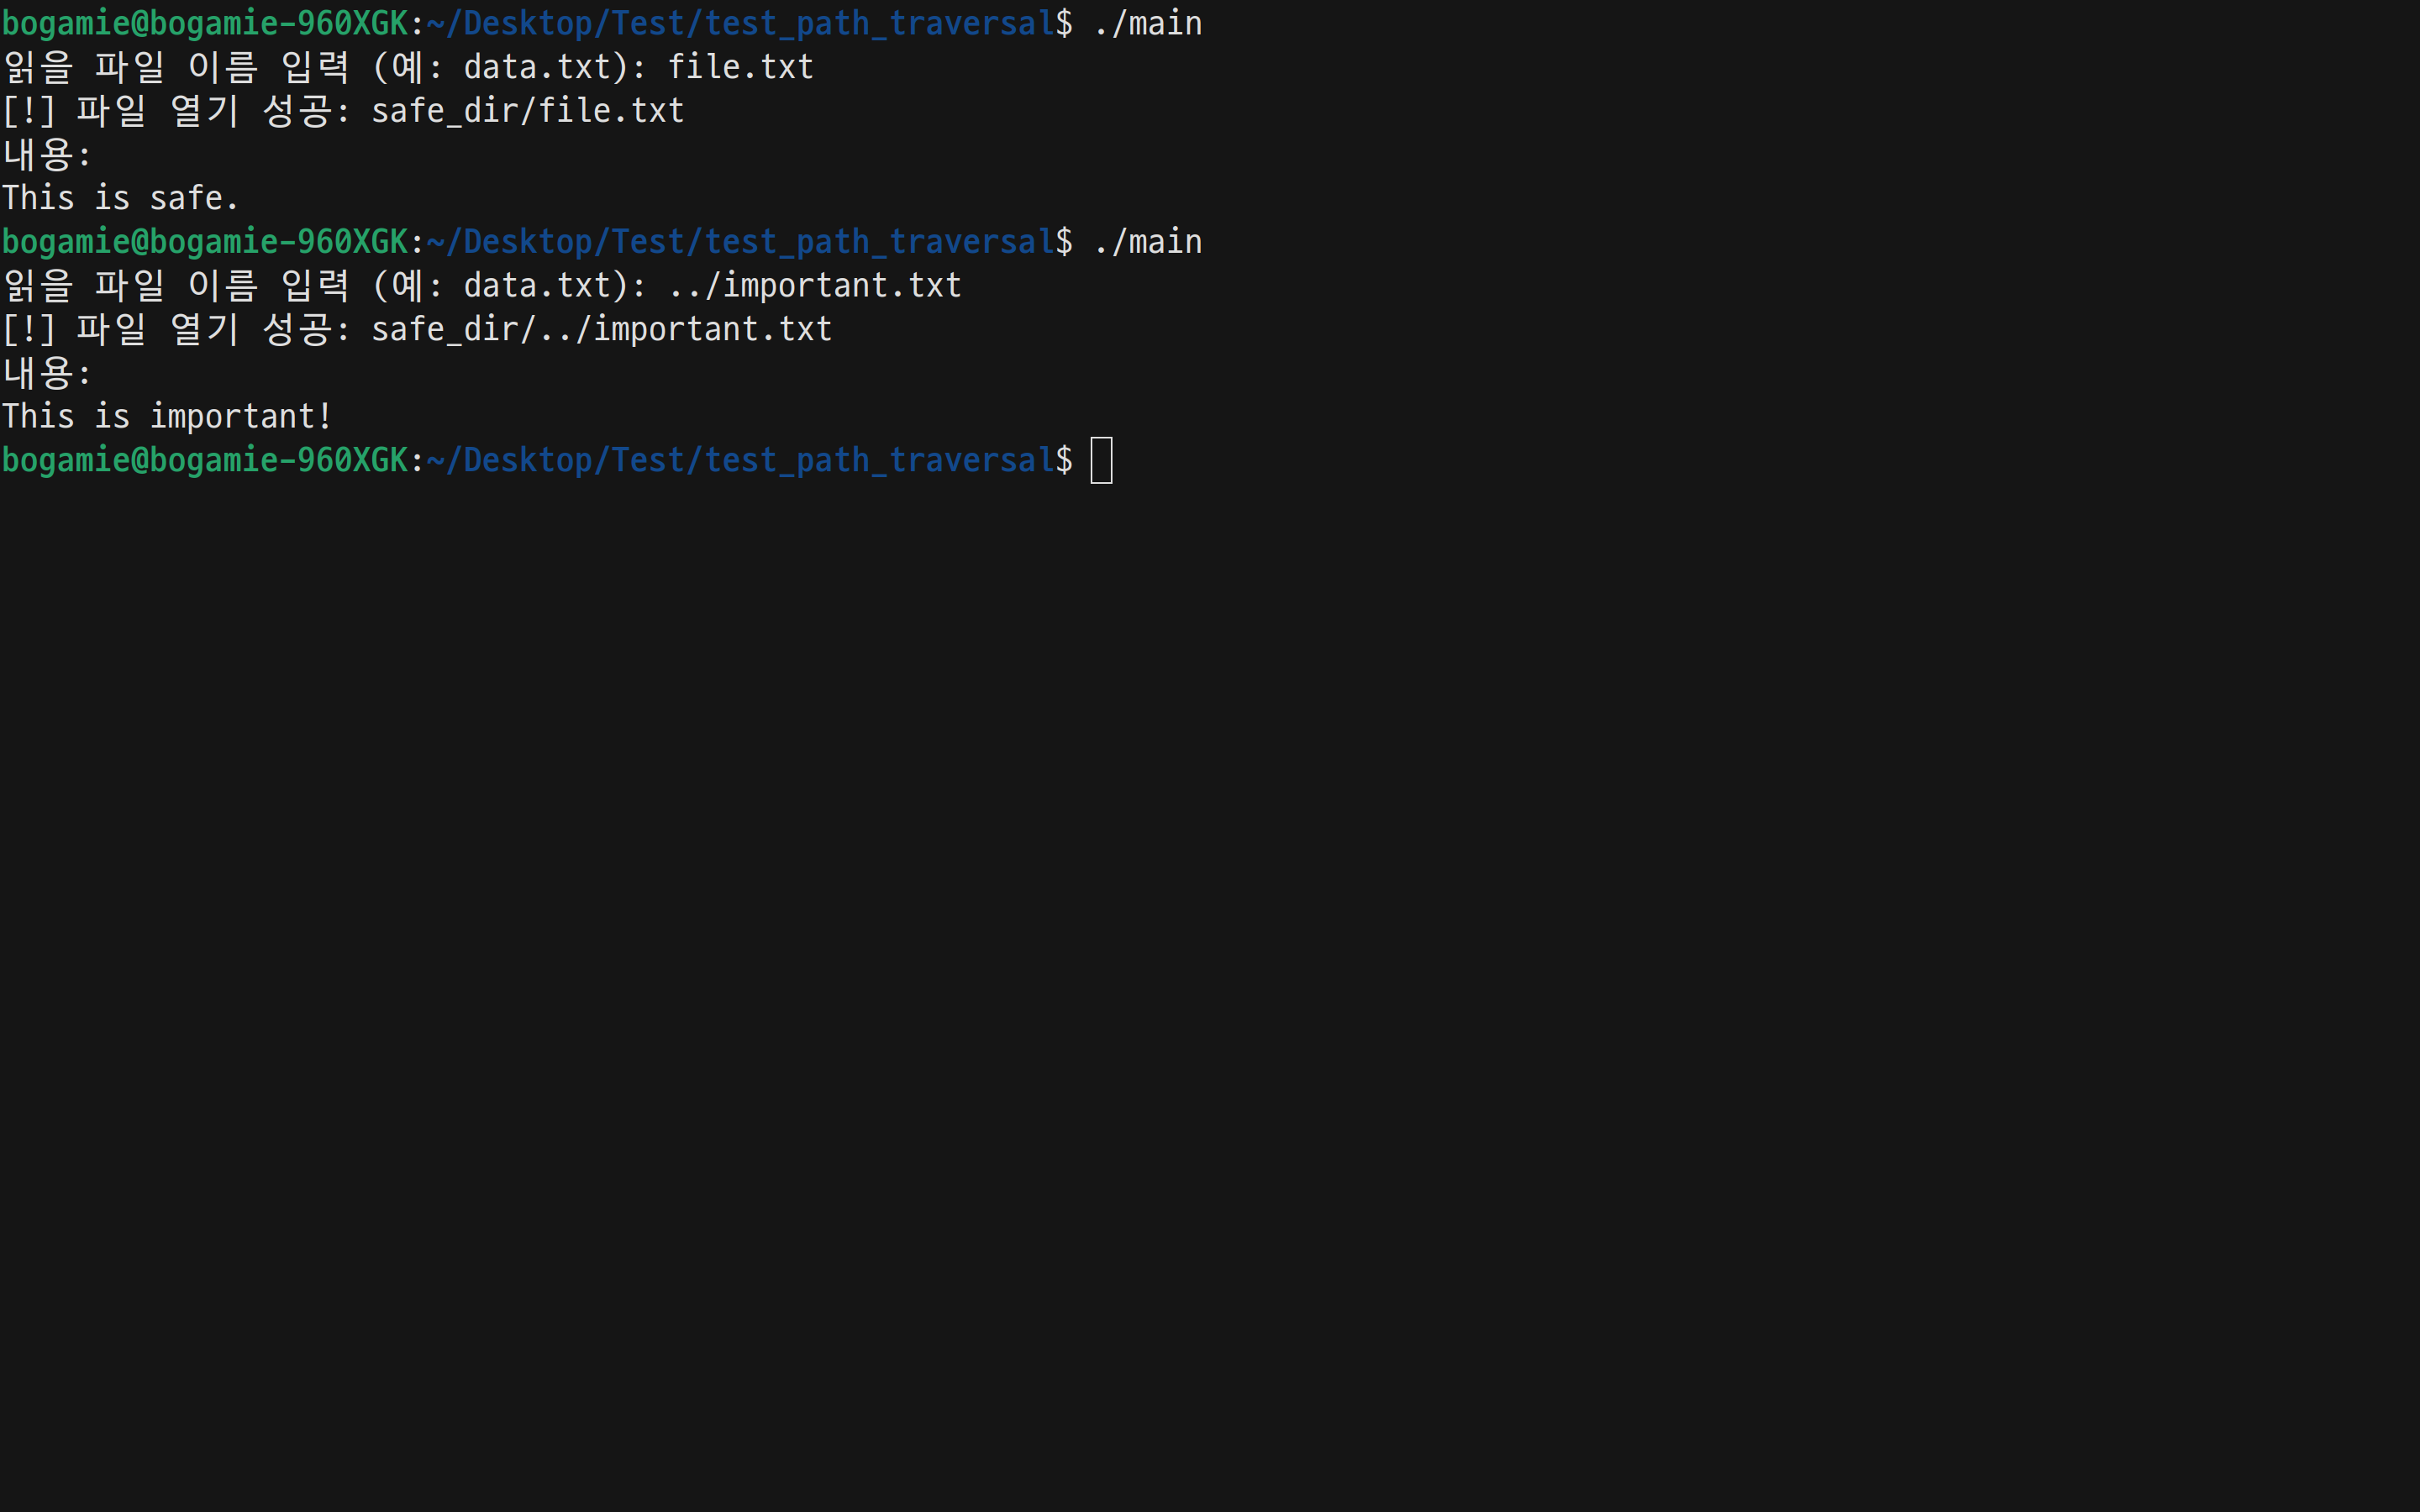 bogamie@bogamie-960XGK:~/Desktop/Test/test_path_traversal$ ./main
읽을 파일 이름 입력 (예: data.txt): file.txt
[!] 파일 열기 성공: safe_dir/file.txt
내용:
This is safe.
bogamie@bogamie-960XGK:~/Desktop/Test/test_path_traversal$ ./main
읽을 파일 이름 입력 (예: data.txt): ../important.txt
[!] 파일 열기 성공: safe_dir/../important.txt
내용:
This is important!
bogamie@bogamie-960XGK:~/Desktop/Test/test_path_traversal$